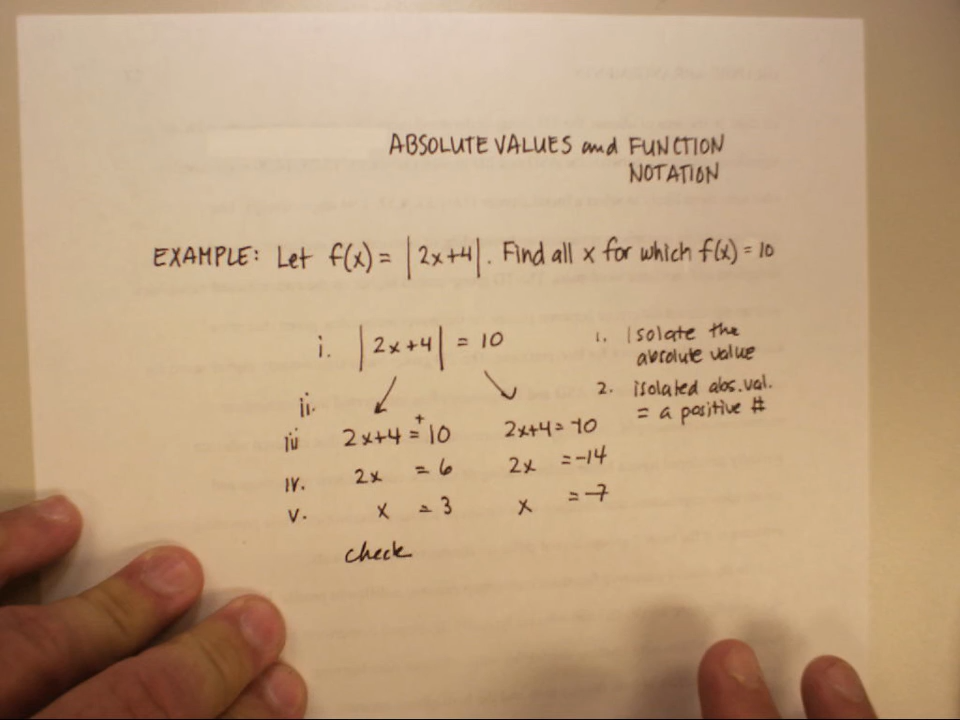 ABSOLUTE VALUES and FUNCTION
NOTATION
EXAMPLE: Let f(x) = |2x+4|. Find all x for which f(x) = 10
i. |2x+4| = 10
1. Isolate the
absolute value
2. isolated abs.val.
= a positive #
ii.
iii 2x+4 = +10 2x+4 = -10
iv. 2x = 6 2x = -14
v. x = 3 x = -7
check